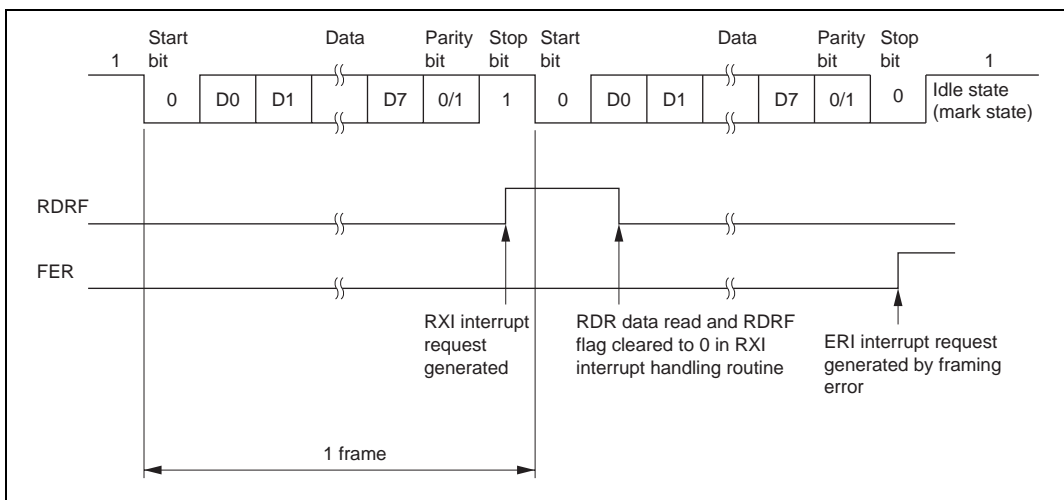 Start Data Parity Stop Start Data Parity Stop
1 bit bit bit bit bit bit 1
0 D0 D1 D7 0/1 1 0 D0 D1 D7 0/1 0 Idle state
(mark state)
RDRF
FER
RXI interrupt
request
generated
RDR data read and RDRF
flag cleared to 0 in RXI
interrupt handling routine
ERI interrupt request
generated by framing
error
1 frame